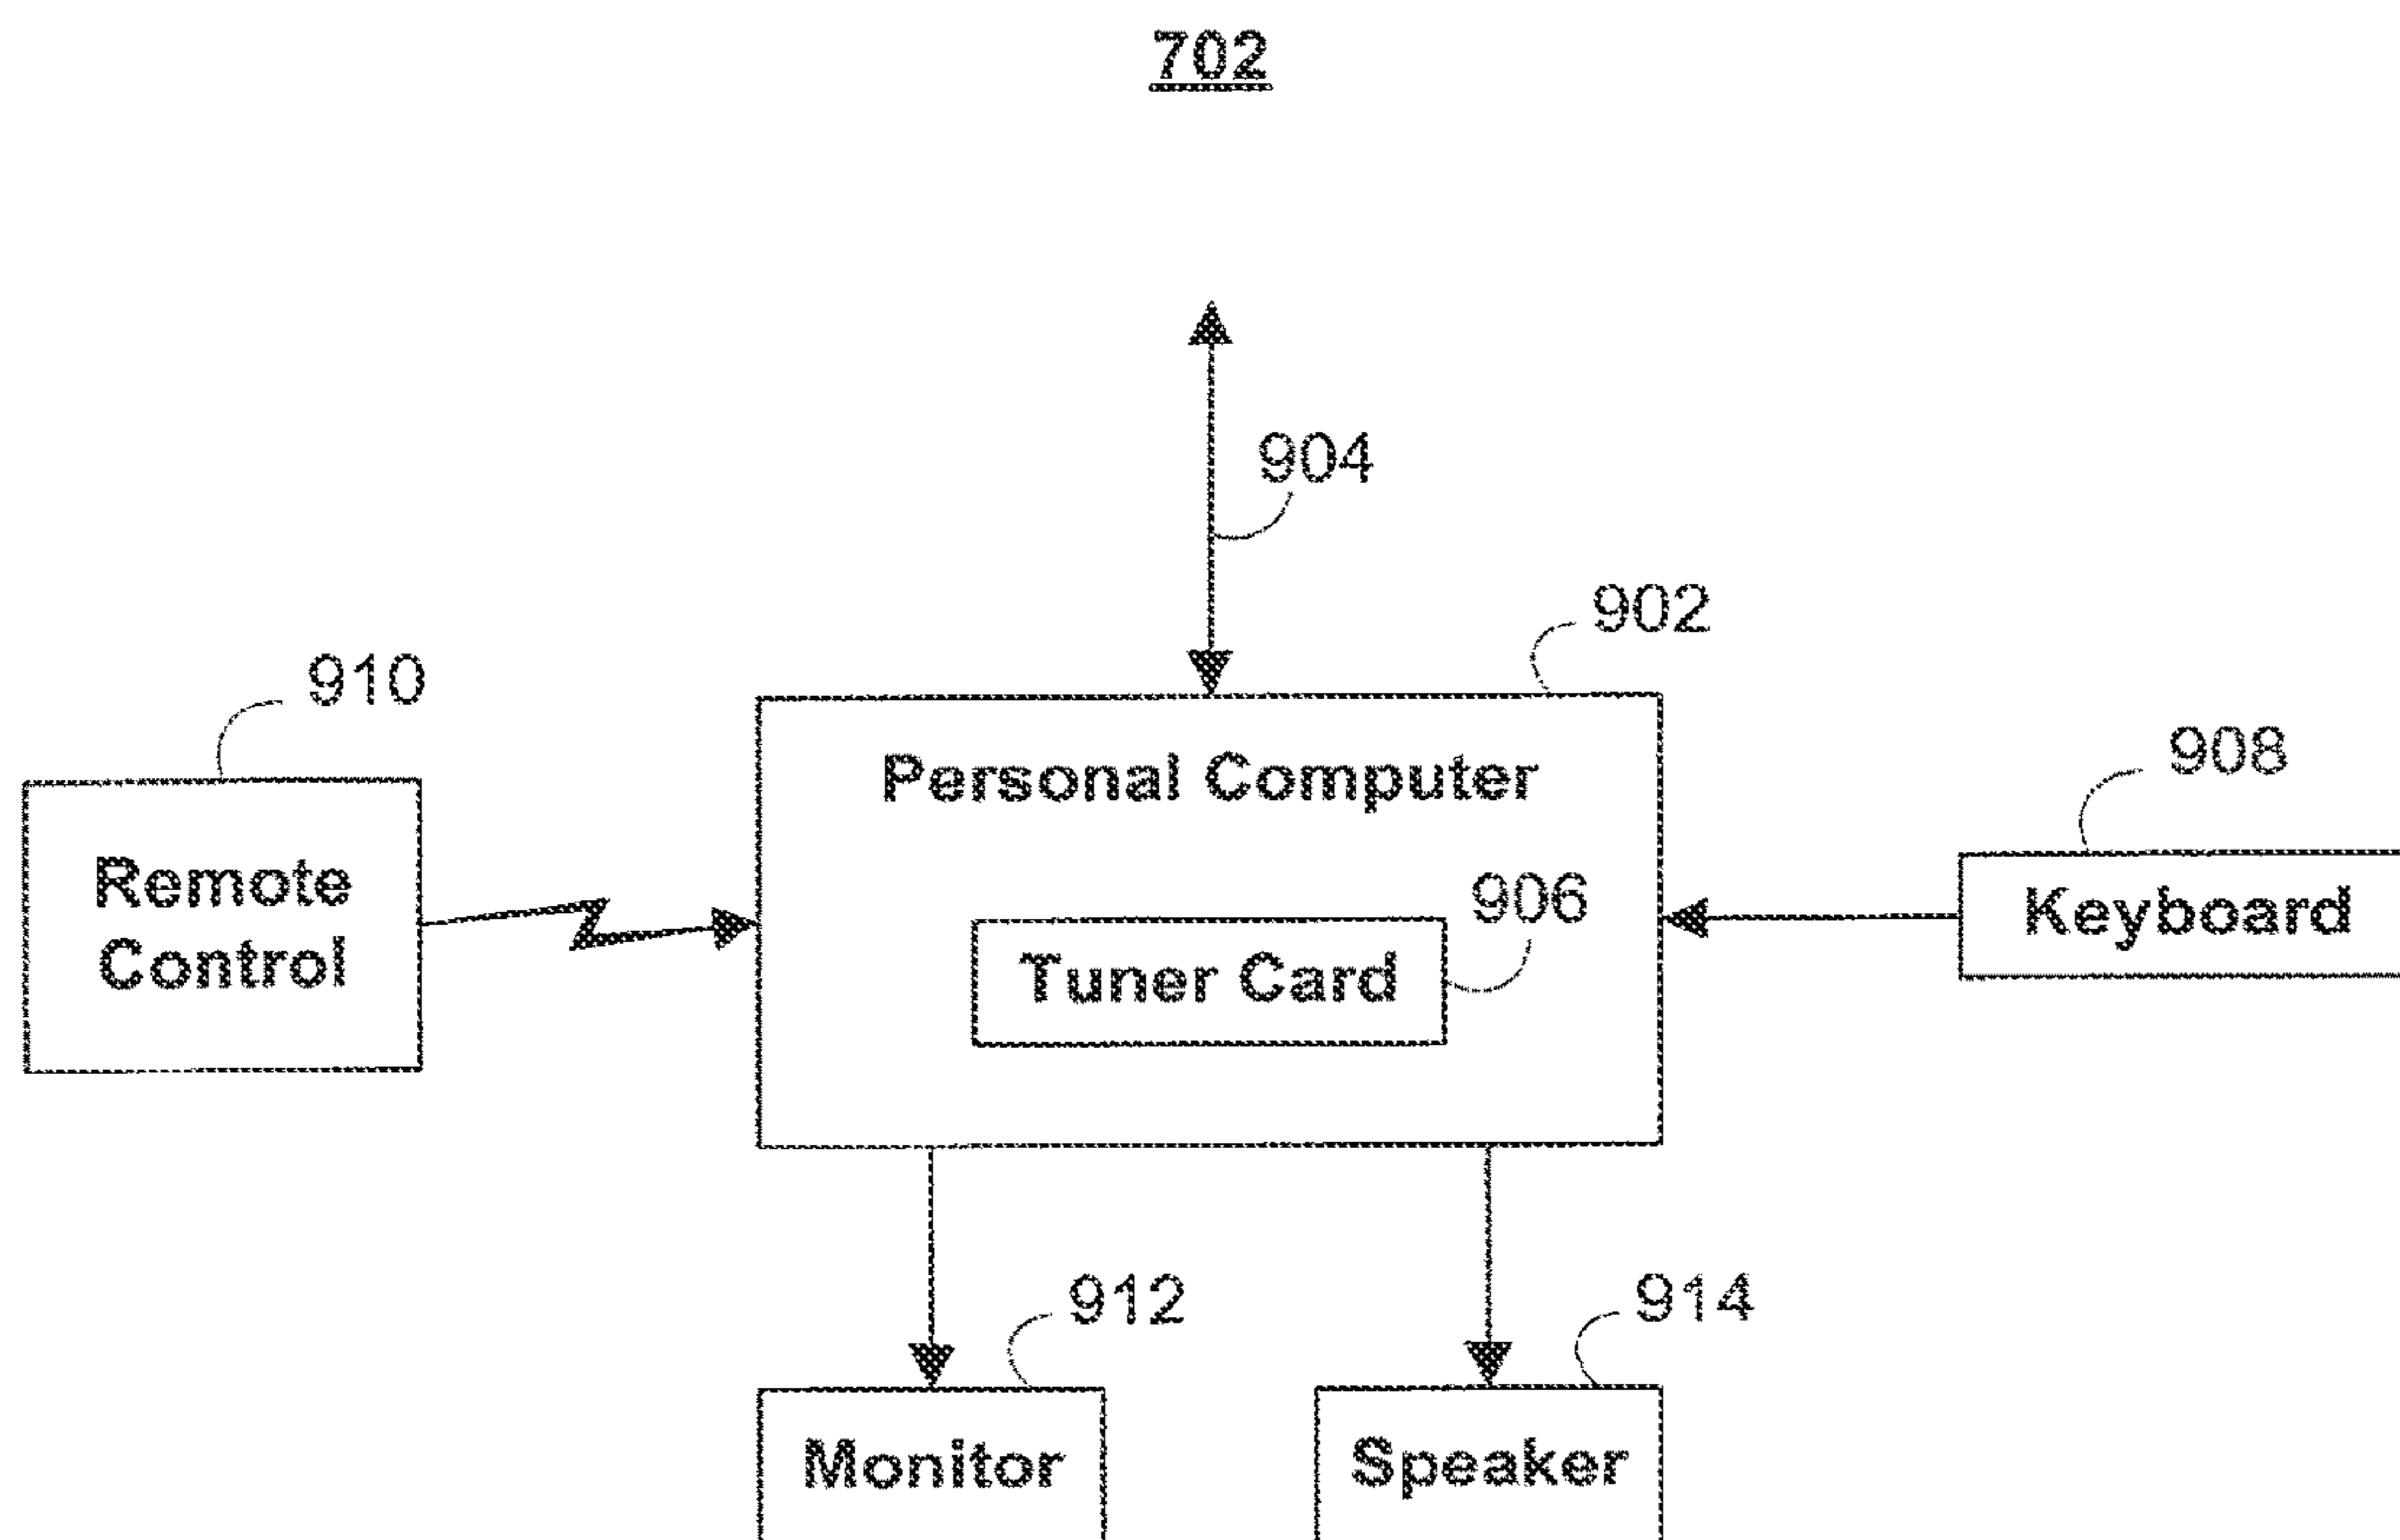 702
904
902
910
Personal Computer
908
Remote
Control
906
Keyboard
Tuner Card
912
914
Monitor
Speaker